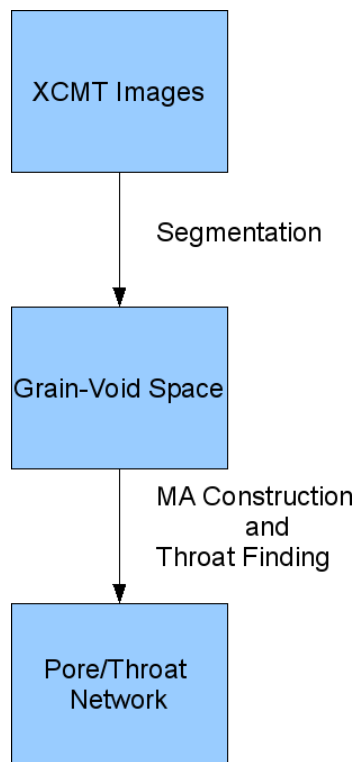 XCMT Images
Segmentation
Grain-Void Space
MA Construction
and
Throat Finding
Pore/Throat
Network